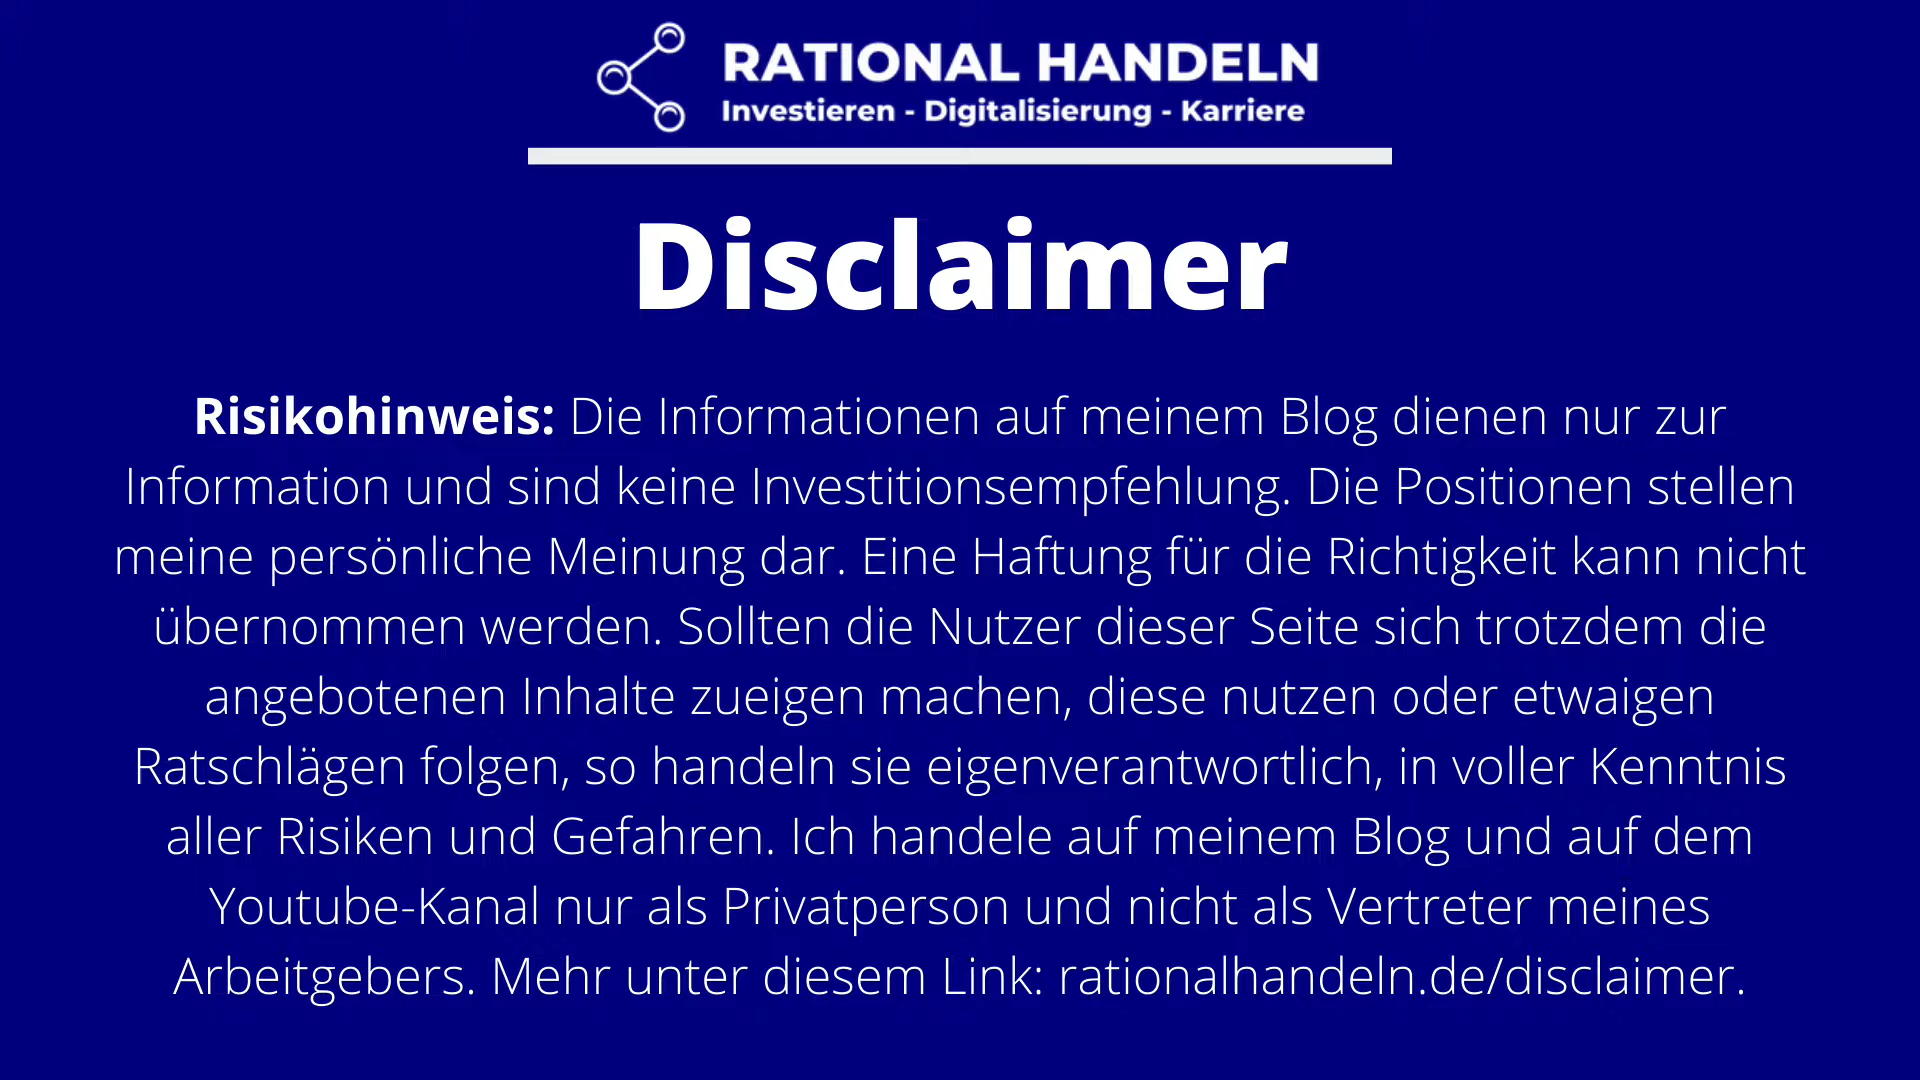 RATIONAL HANDELN
Investieren - Digitalisierung - Karriere
Disclaimer
Risikohinweis: Die Informationen auf meinem Blog dienen nur zur
Information und sind keine Investitionsempfehlung. Die Positionen stellen
meine persönliche Meinung dar. Eine Haftung für die Richtigkeit kann nicht
übernommen werden. Sollten die Nutzer dieser Seite sich trotzdem die
angebotenen Inhalte zueigen machen, diese nutzen oder etwaigen
Ratschlägen folgen, so handeln sie eigenverantwortlich, in voller Kenntnis
aller Risiken und Gefahren. Ich handele auf meinem Blog und auf dem
Youtube-Kanal nur als Privatperson und nicht als Vertreter meines
Arbeitgebers. Mehr unter diesem Link: rationalhandeln.de/disclaimer.